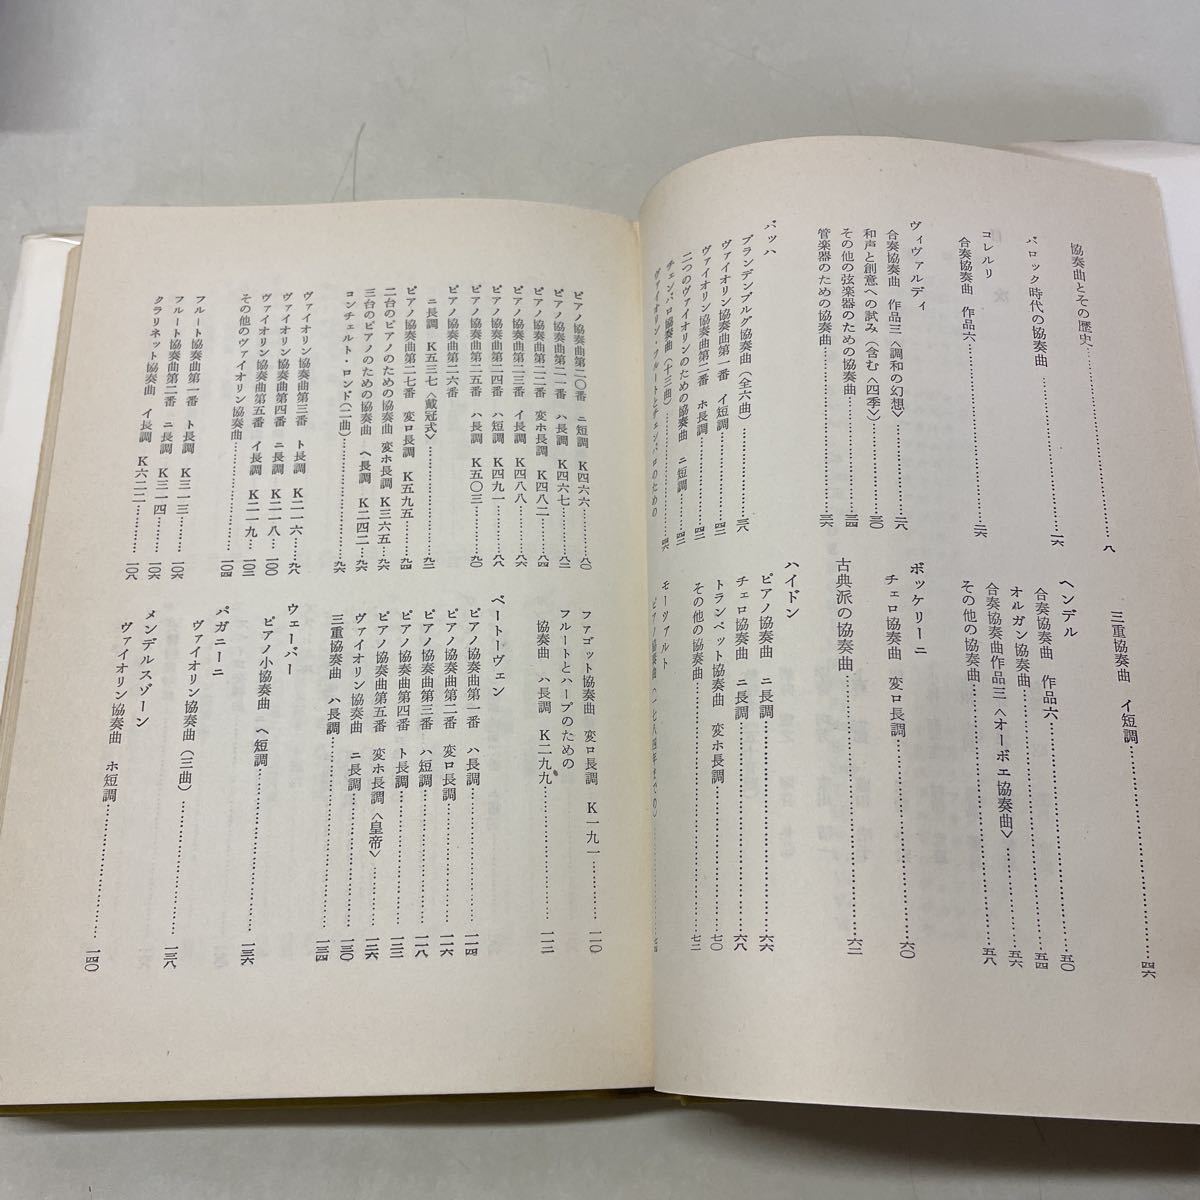 協奏曲とその歴史…………八
バロック時代の協奏曲…………一六
コレルリ
合奏協奏曲 作品六…………二六
ヴィヴァルディ
合奏協奏曲 作品三〈調和の幻想〉…………二八
和声と創意への試み(含む〈四季〉)…………三〇
その他の弦楽器のための協奏曲…………三四
管楽器のための協奏曲…………三六
バッハ
ブランデンブルグ協奏曲(全六曲)…………三八
ヴァイオリン協奏曲第一番 イ短調…………四二
ヴァイオリン協奏曲第二番 ホ長調…………四二
二つのヴァイオリンのための協奏曲 ニ短調…………四二
チェンバロ協奏曲(十三曲)…………四六
ヴァイオリン・フルートとチェンバロのための
三重協奏曲 イ短調…………四六
ヘンデル
合奏協奏曲 作品六…………五〇
オルガン協奏曲…………五四
合奏協奏曲作品三〈オーボエ協奏曲〉…………五六
その他の協奏曲…………五八
ボッケリーニ
チェロ協奏曲 変ロ長調…………六〇
古典派の協奏曲…………六二
ハイドン
ピアノ協奏曲 ニ長調…………六六
チェロ協奏曲 ニ長調…………六八
トランペット協奏曲 変ホ長調…………七〇
その他の協奏曲…………七二
モーツァルト
ピアノ協奏曲(一七八四年までの)…………七四
ピアノ協奏曲第二〇番 ニ短調 K四六六…………八〇
ピアノ協奏曲第二一番 ハ長調 K四六七…………八二
ピアノ協奏曲第二二番 変ホ長調 K四八二…………八四
ピアノ協奏曲第二三番 イ長調 K四八八…………八六
ピアノ協奏曲第二四番 ハ短調 K四九一…………八八
ピアノ協奏曲第二五番 ハ長調 K五〇三…………九〇
ピアノ協奏曲第二六番
ニ長調 K五三七〈戴冠式〉…………九二
ピアノ協奏曲第二七番 変ロ長調 K五九五…………九四
二台のピアノのための協奏曲 変ホ長調 K三六五…………九六
三台のピアノのための協奏曲 ヘ長調 K二四二…………九六
コンチェルト・ロンド(二曲)…………九六
ヴァイオリン協奏曲第三番 ト長調 K二一六…………九八
ヴァイオリン協奏曲第四番 ニ長調 K二一八…………一〇〇
ヴァイオリン協奏曲第五番 イ長調 K二一九…………一〇二
その他のヴァイオリン協奏曲…………一〇四
フルート協奏曲第一番 ト長調 K三一三…………一〇六
フルート協奏曲第二番 ニ長調 K三一四…………一〇六
クラリネット協奏曲 イ長調 K六二二…………一〇八
ファゴット協奏曲 変ロ長調 K一九一…………一一〇
フルートとハープのための
協奏曲 ハ長調 K二九九…………一一二
ベートーヴェン
ピアノ協奏曲第一番 ハ長調…………一一四
ピアノ協奏曲第二番 変ロ長調…………一一六
ピアノ協奏曲第三番 ハ短調…………一一八
ピアノ協奏曲第四番 ト長調…………一二二
ピアノ協奏曲第五番 変ホ長調〈皇帝〉…………一二六
ヴァイオリン協奏曲 ニ長調…………一三〇
三重協奏曲 ハ長調…………一三四
ウェーバー
ピアノ小協奏曲 ヘ短調…………一三六
パガニーニ
ヴァイオリン協奏曲(三曲)…………一三八
メンデルスゾーン
ヴァイオリン協奏曲 ホ短調…………一四〇